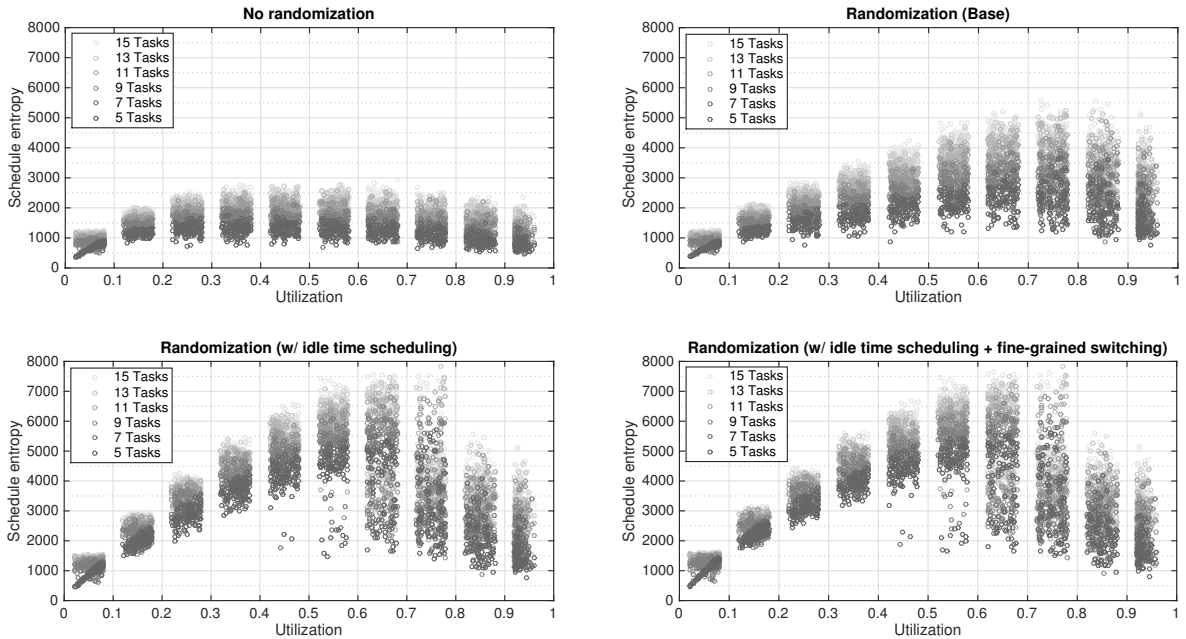 No randomization
8000
7000
6000
5000
4000
3000
2000
1000
0
Schedule entropy
15 Tasks
13 Tasks
11 Tasks
9 Tasks
7 Tasks
5 Tasks
0 0.1 0.2 0.3 0.4 0.5 0.6 0.7 0.8 0.9 1
Utilization
Randomization (Base)
8000
7000
6000
5000
4000
3000
2000
1000
0
Schedule entropy
15 Tasks
13 Tasks
11 Tasks
9 Tasks
7 Tasks
5 Tasks
0 0.1 0.2 0.3 0.4 0.5 0.6 0.7 0.8 0.9 1
Utilization
Randomization (w/ idle time scheduling)
8000
7000
6000
5000
4000
3000
2000
1000
0
Schedule entropy
15 Tasks
13 Tasks
11 Tasks
9 Tasks
7 Tasks
5 Tasks
0 0.1 0.2 0.3 0.4 0.5 0.6 0.7 0.8 0.9 1
Utilization
Randomization (w/ idle time scheduling + fine-grained switching)
8000
7000
6000
5000
4000
3000
2000
1000
0
Schedule entropy
15 Tasks
13 Tasks
11 Tasks
9 Tasks
7 Tasks
5 Tasks
0 0.1 0.2 0.3 0.4 0.5 0.6 0.7 0.8 0.9 1
Utilization